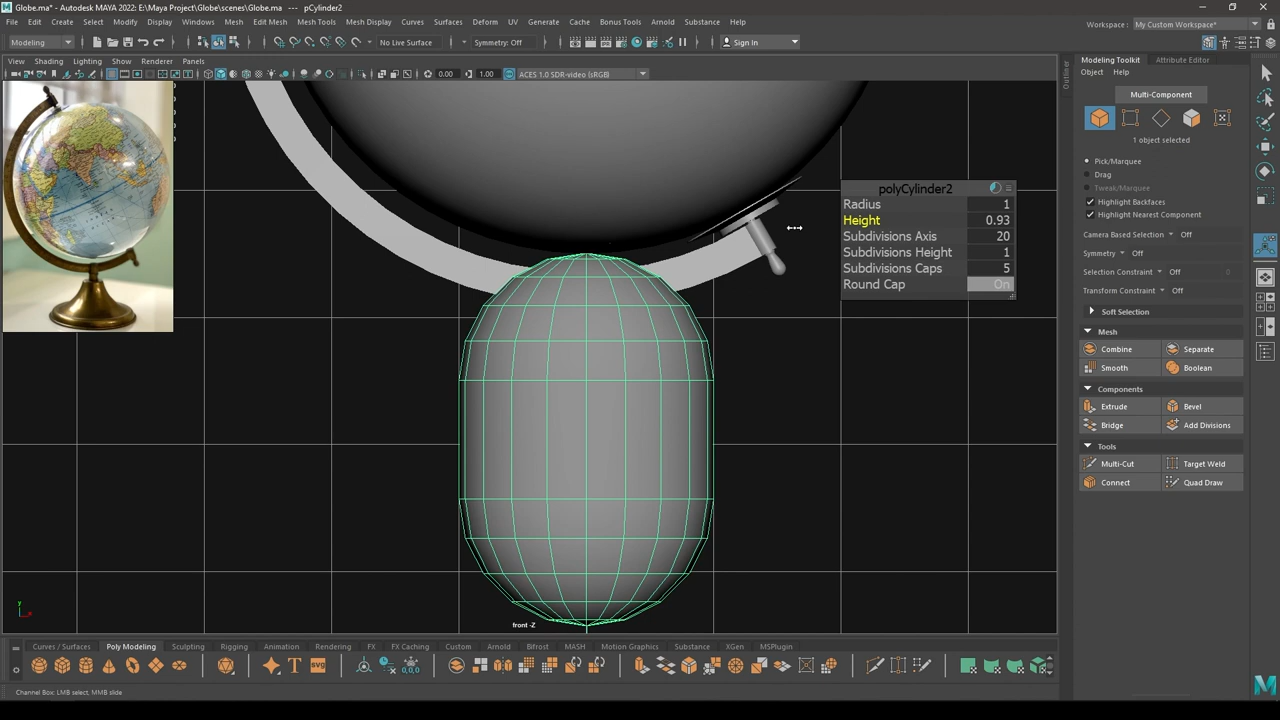 Globe.ma* - Autodesk MAYA 2022: E:\Maya Project\Globe\scenes\Globe.ma --- pCylinder2
File Edit Create Select Modify Display Windows Mesh Edit Mesh Mesh Tools Mesh Display Curves Surfaces Deform UV Generate Cache Bonus Tools Arnold Substance Help
Workspace : My Custom Workspace*
Modeling No Live Surface Symmetry: Off Sign In
View Shading Lighting Show Renderer Panels
0.00 1.00 ACES 1.0 SDR-video (sRGB)
Outliner
Modeling Toolkit Attribute Editor
Object Help
Multi-Component
1 object selected
Pick/Marquee
Drag
Tweak/Marquee
Highlight Backfaces
Highlight Nearest Component
Camera Based Selection Off
Symmetry Off
Selection Constraint Off
Transform Constraint Off
Soft Selection
Mesh
Combine Separate
Smooth Boolean
Components
Extrude Bevel
Bridge Add Divisions
Tools
Multi-Cut Target Weld
Connect Quad Draw
polyCylinder2
Radius 1
Height 0.93
Subdivisions Axis 20
Subdivisions Height 1
Subdivisions Caps 5
Round Cap On
front -Z
Curves / Surfaces Poly Modeling Sculpting Rigging Animation Rendering FX FX Caching Custom Arnold Bifrost MASH Motion Graphics Substance XGen MSPlugin
Channel Box: LMB select, MMB slide